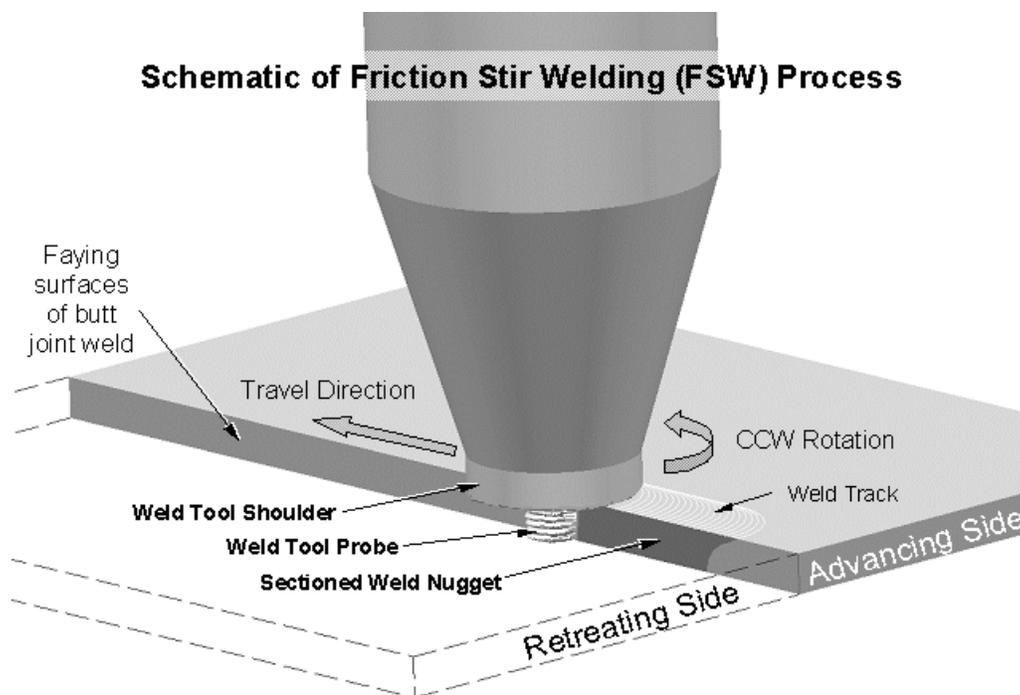 Schematic of Friction Stir Welding (FSW) Process
Faying
surfaces
of butt
joint weld
Travel Direction
CCW Rotation
Weld Track
Weld Tool Shoulder
Weld Tool Probe
Sectioned Weld Nugget
Advancing Side
Retreating Side